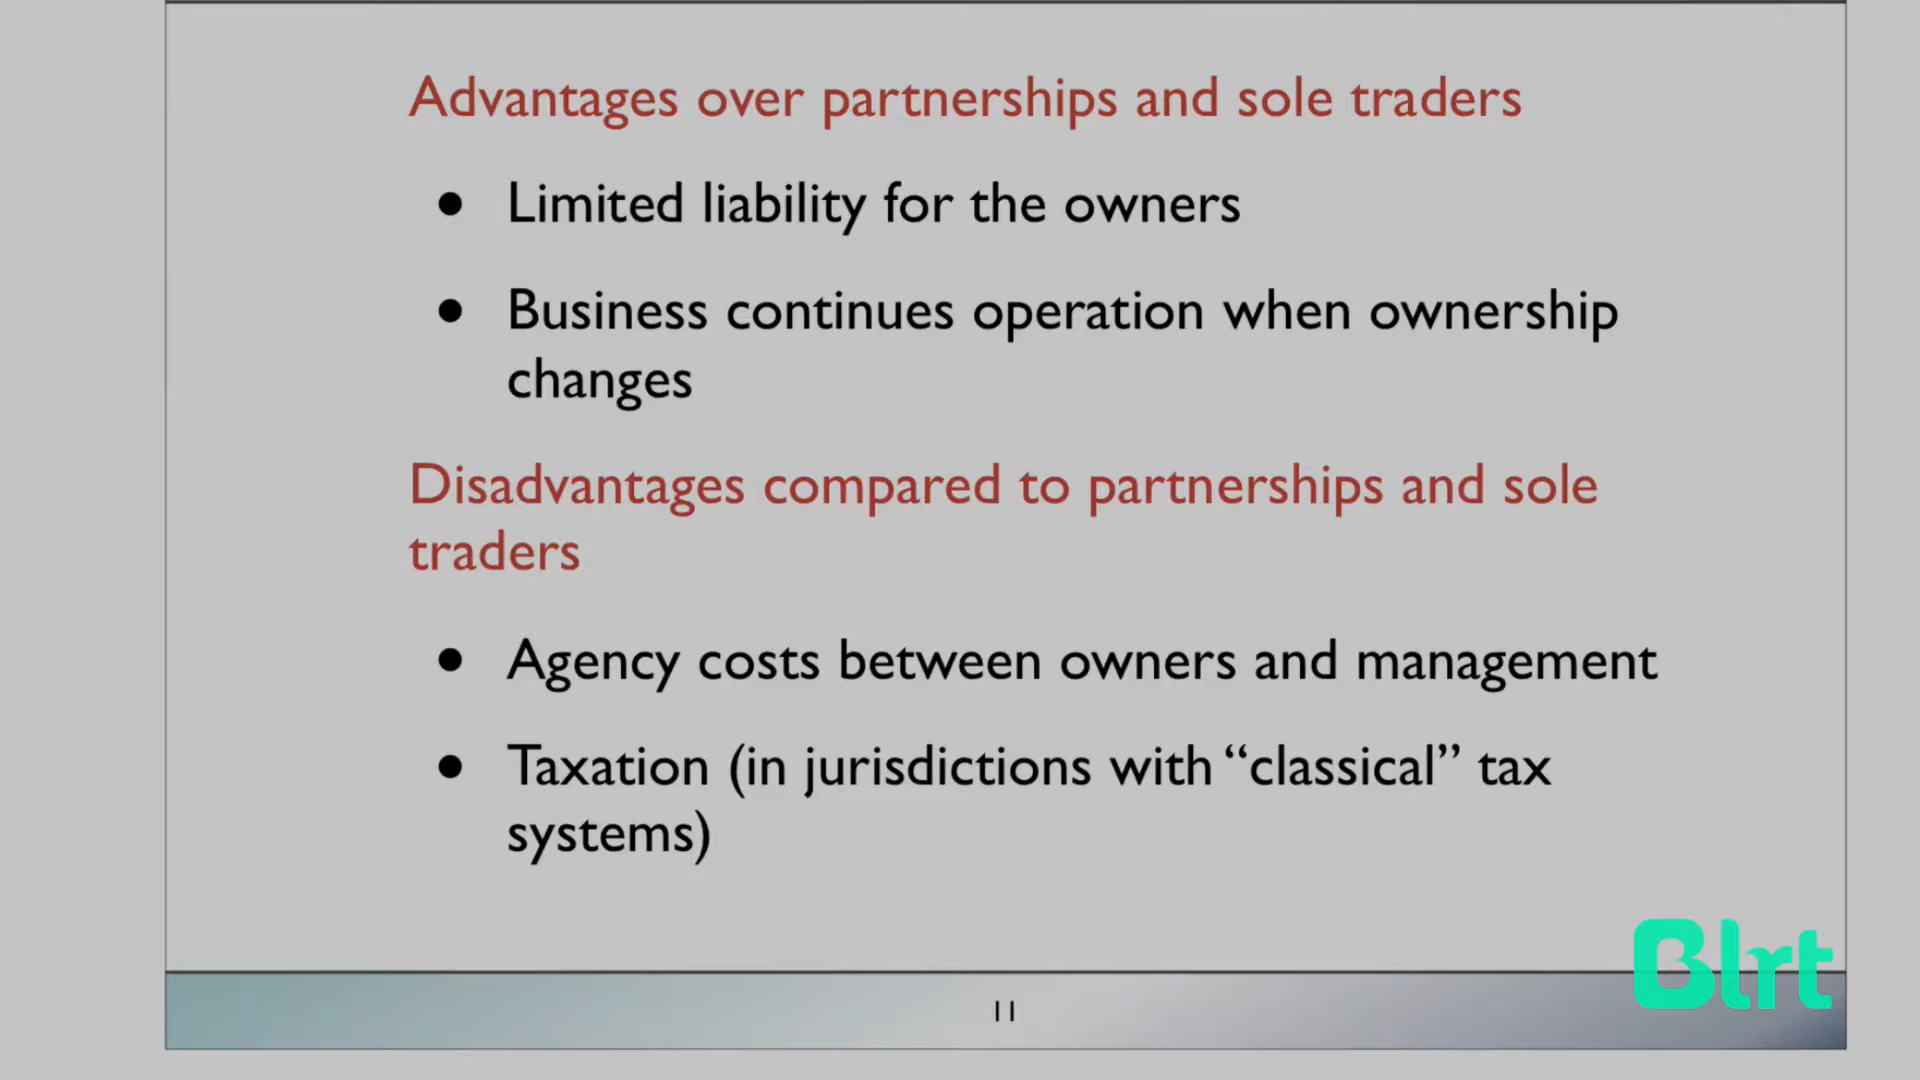 Advantages over partnerships and sole traders
● Limited liability for the owners
● Business continues operation when ownership
changes
Disadvantages compared to partnerships and sole
traders
● Agency costs between owners and management
● Taxation (in jurisdictions with “classical” tax
systems)
Blrt
11